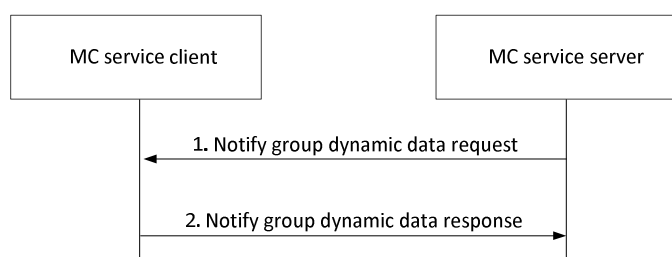 MC service client
MC service server
1. Notify group dynamic data request
2. Notify group dynamic data response